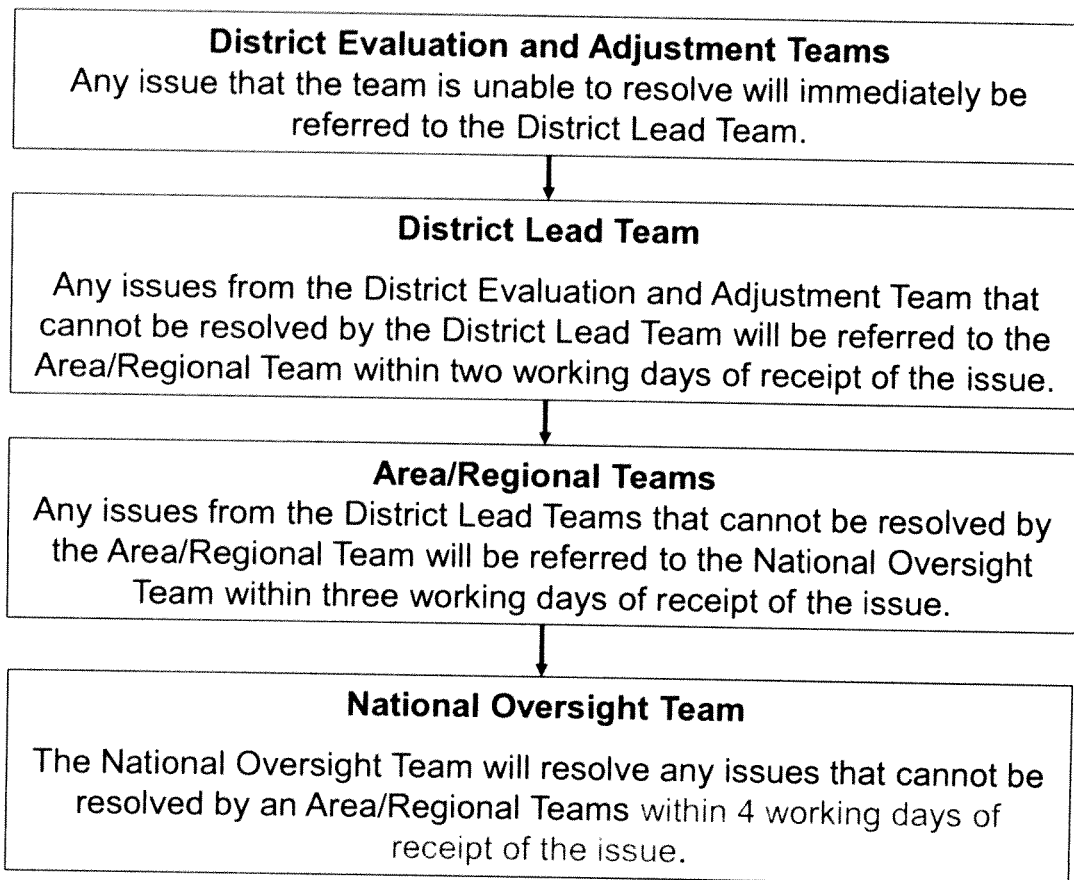 District Evaluation and Adjustment Teams
Any issue that the team is unable to resolve will immediately be
referred to the District Lead Team.
District Lead Team
Any issues from the District Evaluation and Adjustment Team that
cannot be resolved by the District Lead Team will be referred to the
Area/Regional Team within two working days of receipt of the issue.
Area/Regional Teams
Any issues from the District Lead Teams that cannot be resolved by
the Area/Regional Team will be referred to the National Oversight
Team within three working days of receipt of the issue.
National Oversight Team
The National Oversight Team will resolve any issues that cannot be
resolved by an Area/Regional Teams within 4 working days of
receipt of the issue.